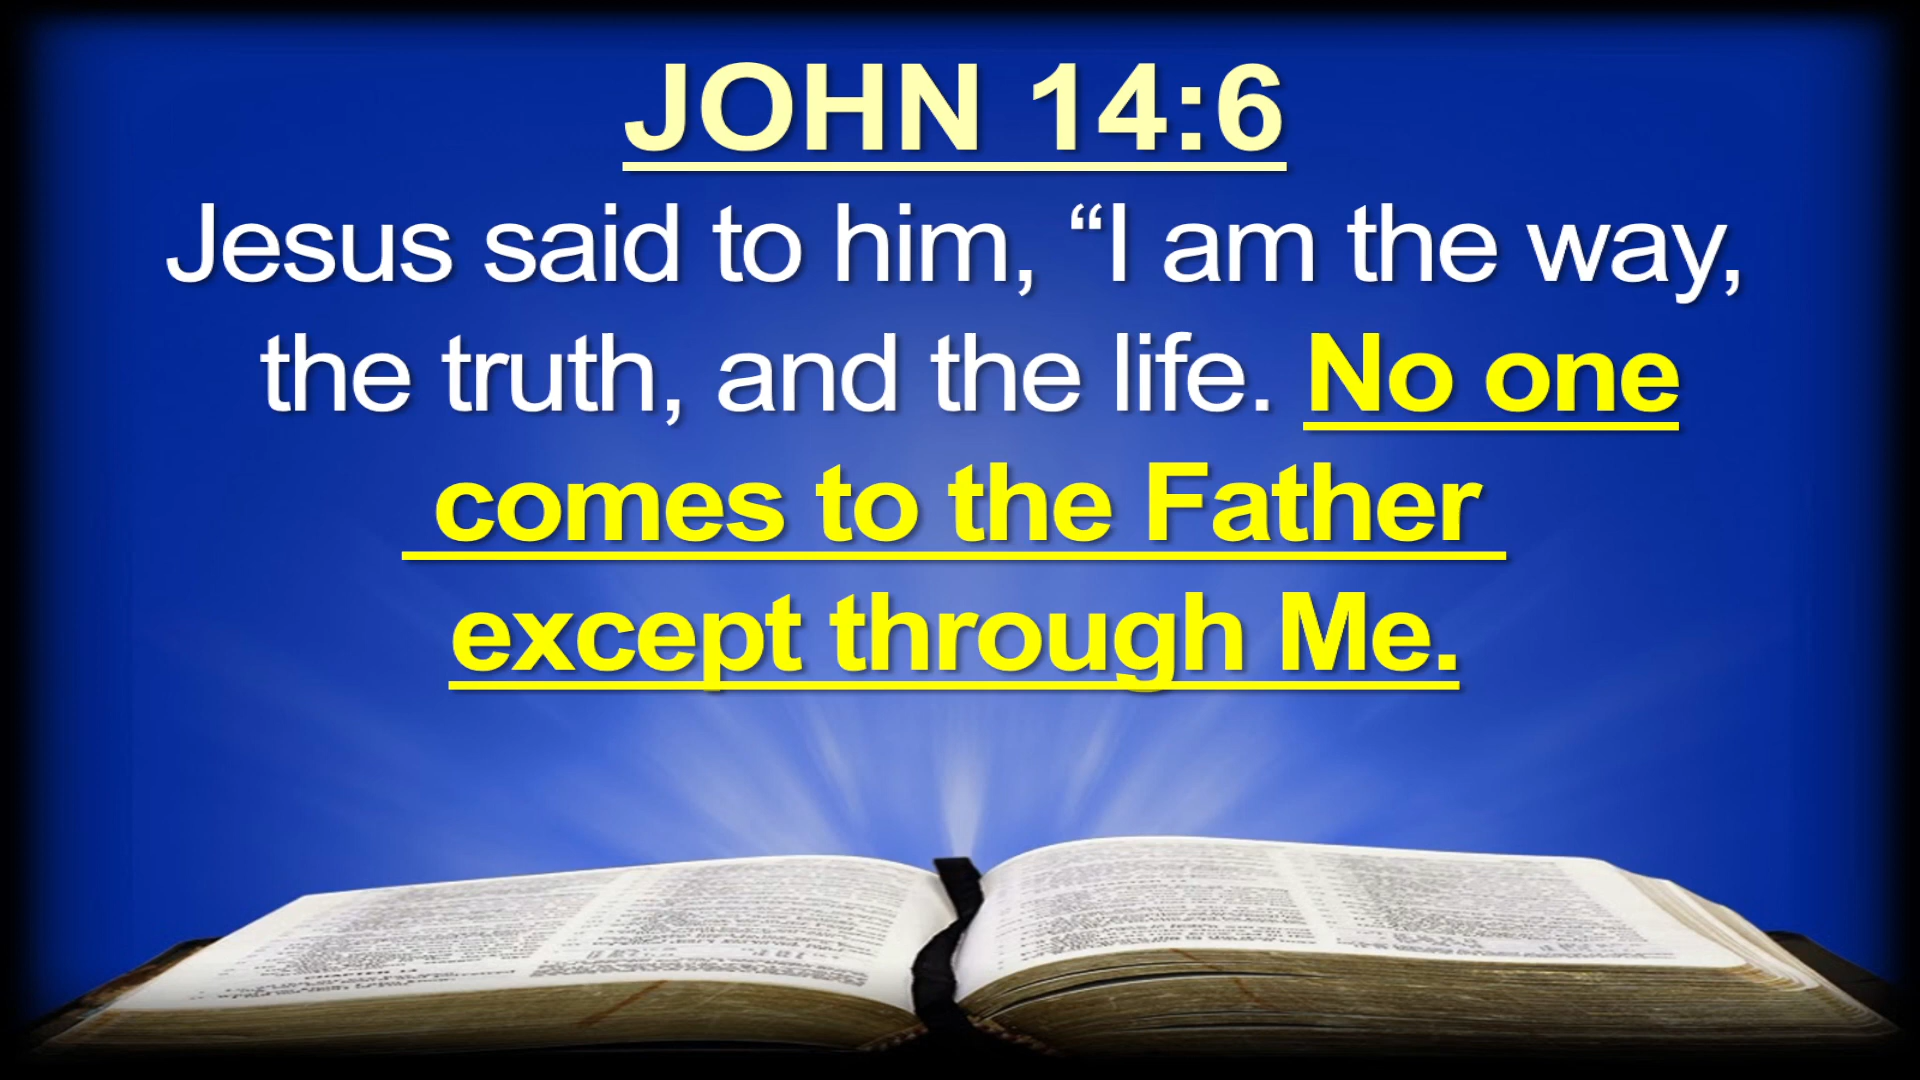 JOHN 14:6
Jesus said to him, “I am the way,
the truth, and the life. No one
comes to the Father
except through Me.